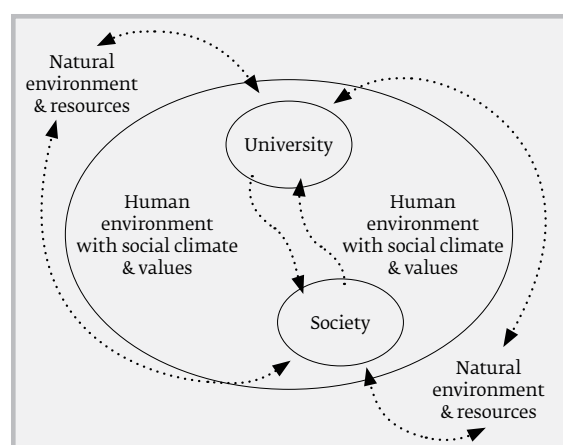 Natural
environment
& resources
University
Human
environment
with social climate
& values
Human
environment
with social climate
& values
Society
Natural
environment
& resources